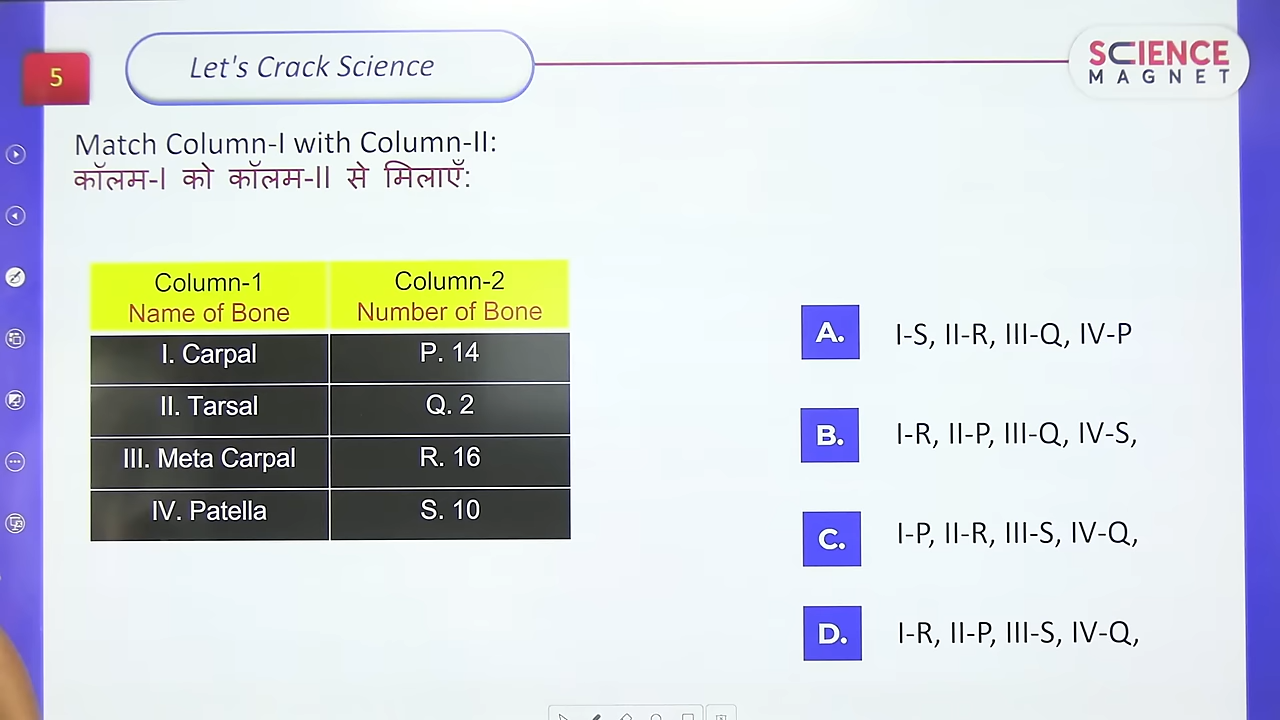 5
Let's Crack Science
SCIENCE
MAGNET
Match Column-I with Column-II:
कॉलम-I को कॉलम-II से मिलाएँ:
Column-1 Column-2
Name of Bone Number of Bone
I. Carpal P. 14
II. Tarsal Q. 2
III. Meta Carpal R. 16
IV. Patella S. 10
A. I-S, II-R, III-Q, IV-P
B. I-R, II-P, III-Q, IV-S,
C. I-P, II-R, III-S, IV-Q,
D. I-R, II-P, III-S, IV-Q,